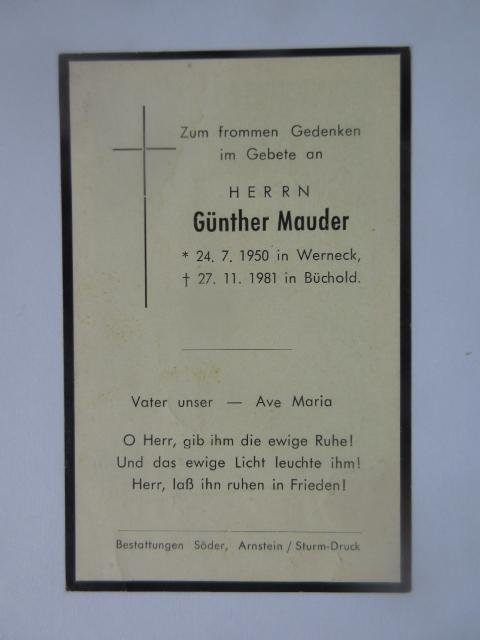 Zum frommen Gedenken
im Gebete an
HERRN
Günther Mauder
* 24. 7. 1950 in Werneck,
† 27. 11. 1981 in Büchold.
Vater unser — Ave Maria
O Herr, gib ihm die ewige Ruhe!
Und das ewige Licht leuchte ihm!
Herr, laß ihn ruhen in Frieden!
Bestattungen Söder, Arnstein / Sturm-Druck